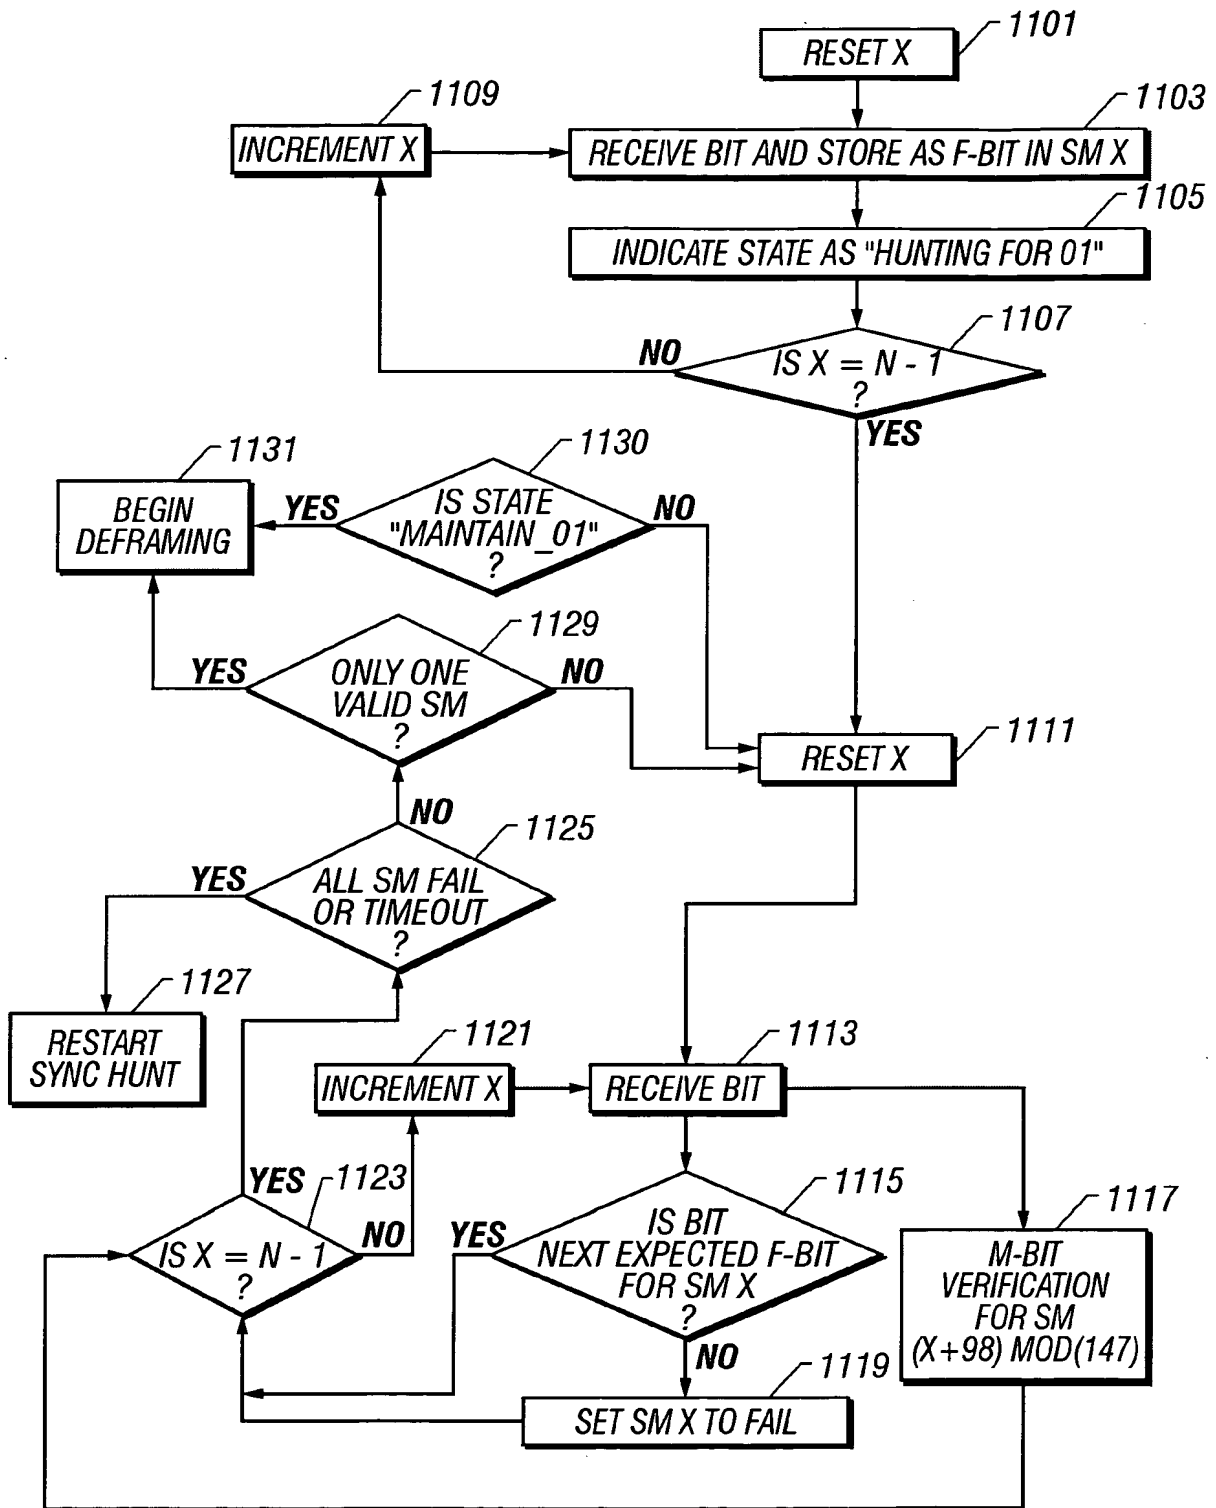 1101
RESET X
1109
INCREMENT X
1103
RECEIVE BIT AND STORE AS F-BIT IN SM X
1105
INDICATE STATE AS "HUNTING FOR 01"
1107
IS X = N - 1
?
NO
YES
1131
BEGIN
DEFRAMING
1130
IS STATE
"MAINTAIN_01"
?
YES
NO
1129
ONLY ONE
VALID SM
?
YES
NO
1111
RESET X
1125
ALL SM FAIL
OR TIMEOUT
?
YES
NO
1127
RESTART
SYNC HUNT
1121
INCREMENT X
1113
RECEIVE BIT
1123
IS X = N - 1
?
YES
NO
1115
IS BIT
NEXT EXPECTED F-BIT
FOR SM X
?
YES
NO
1117
M-BIT
VERIFICATION
FOR SM
(X+98) MOD(147)
1119
SET SM X TO FAIL